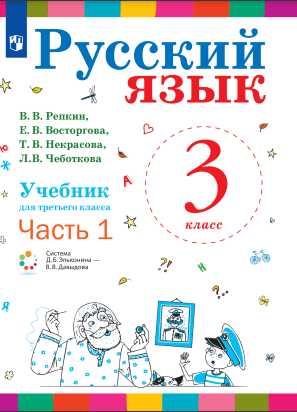 Русский
язык
В. В. Репкин,
Е. В. Восторгова,
Т. В. Некрасова,
Л.В. Чеботкова
3
класс
Учебник
для третьего класса
Часть 1
Система
Д.Б.Эльконина —
В.В. Давыдова
А
Я
Ж
Ю
?!
Н
Я